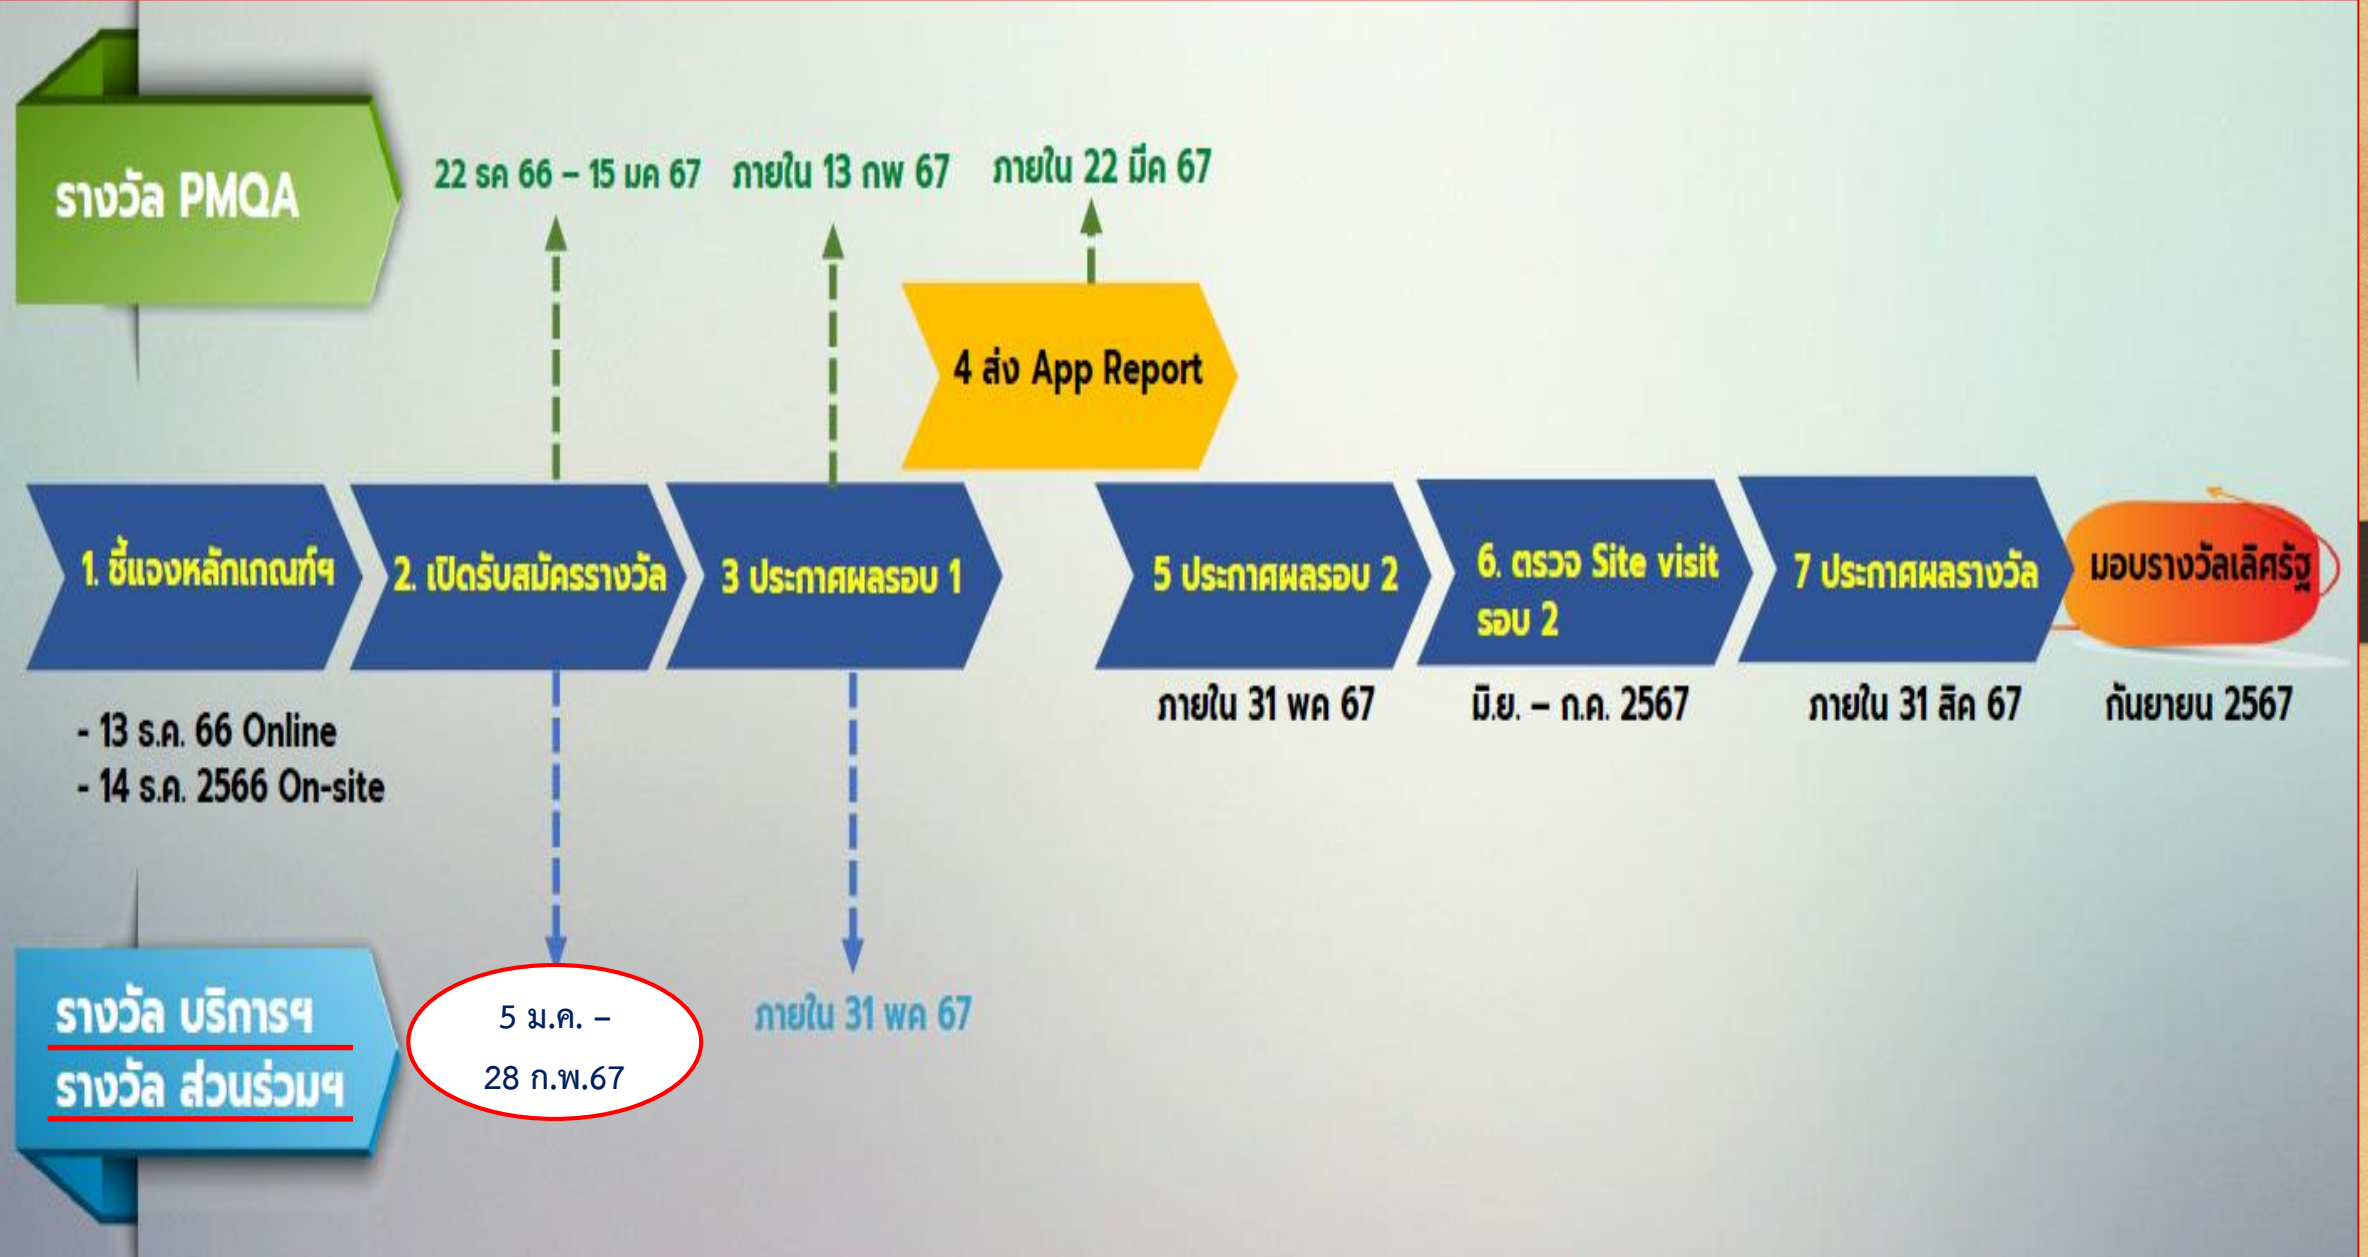 รางวัล PMQA
22 ธค 66 – 15 มค 67
ภายใน 13 กพ 67
ภายใน 22 มีค 67
4 ส่ง App Report
1. ชี้แจงหลักเกณฑ์ฯ
2. เปิดรับสมัครรางวัล
3 ประกาศผลรอบ 1
5 ประกาศผลรอบ 2
6. ตรวจ Site visit
รอบ 2
7 ประกาศผลรางวัล
มอบรางวัลเลิศรัฐ
- 13 ธ.ค. 66 Online
- 14 ธ.ค. 2566 On-site
ภายใน 31 พค 67
มิ.ย. – ก.ค. 2567
ภายใน 31 สิค 67
กันยายน 2567
รางวัล บริการฯ
รางวัล ส่วนร่วมฯ
5 ม.ค. –
28 ก.พ.67
ภายใน 31 พค 67